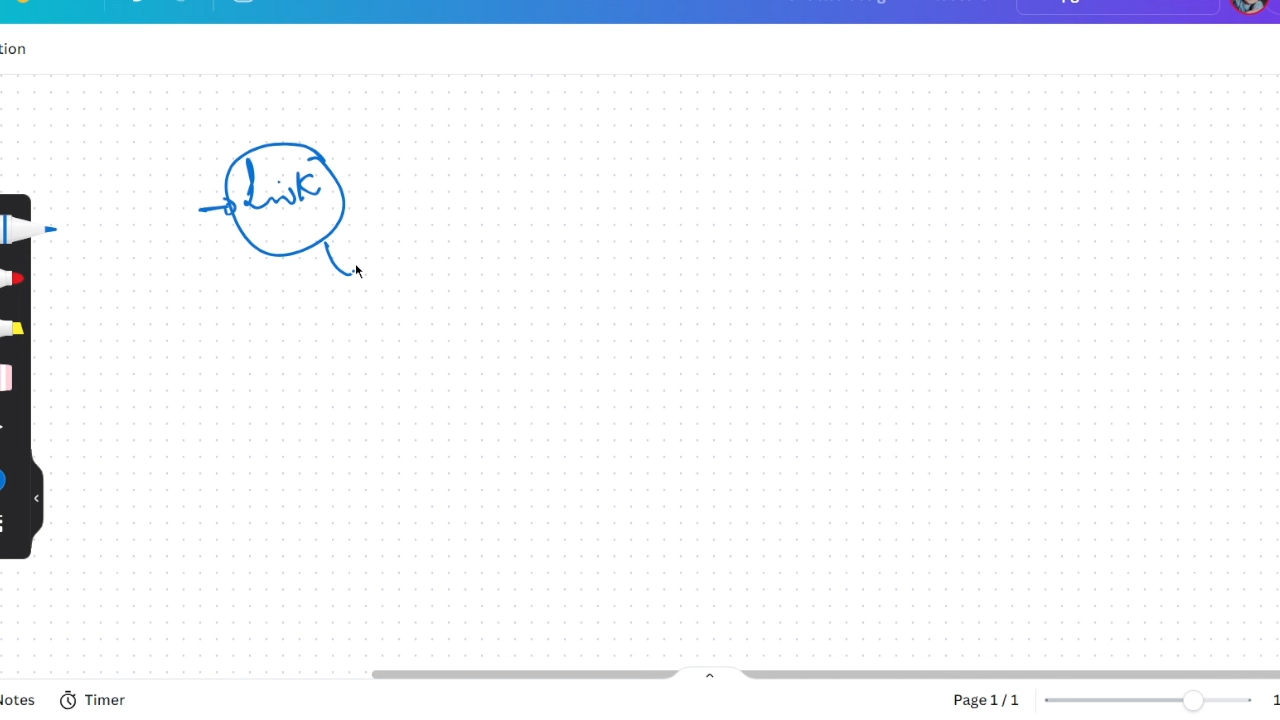 tion
Link
Notes
Timer
Page 1 / 1